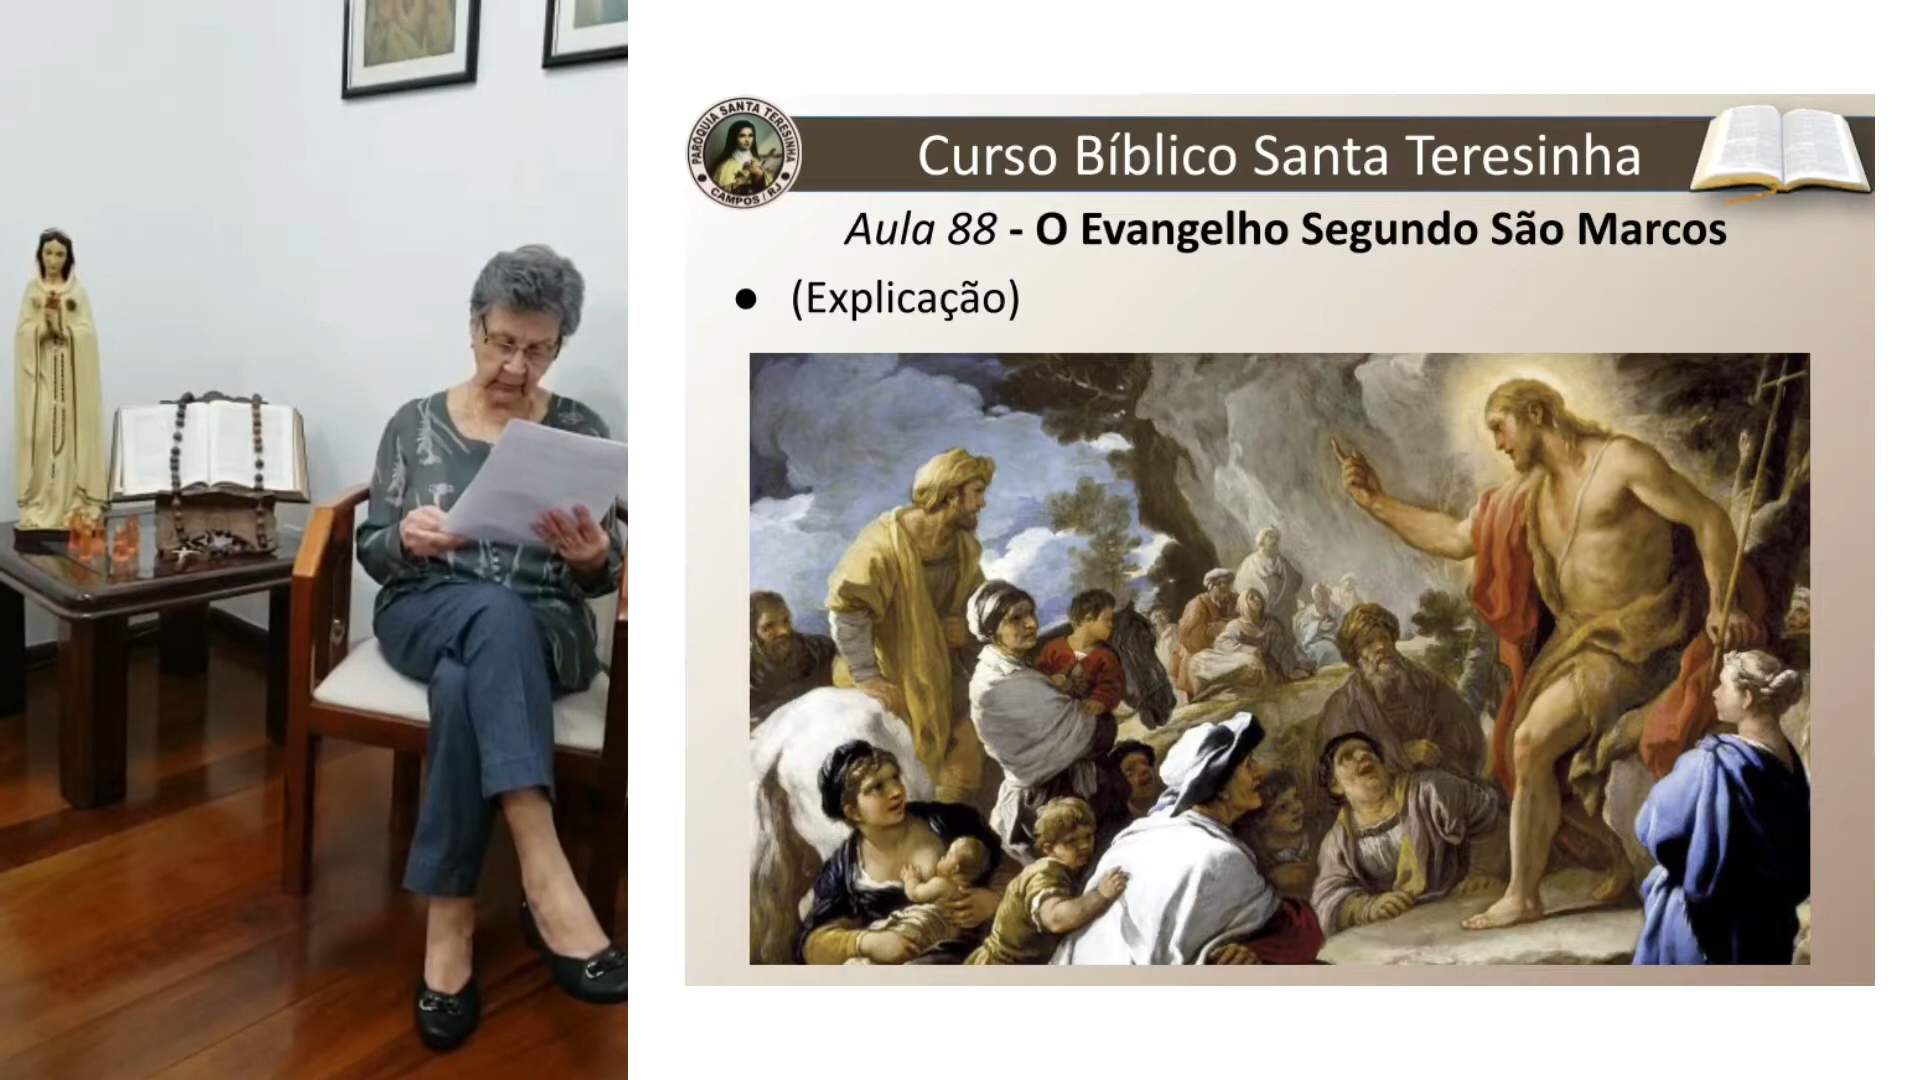 PARÓQUIA SANTA TERESINHA
CAMPOS / RJ
Curso Bíblico Santa Teresinha
Aula 88 - O Evangelho Segundo São Marcos
● (Explicação)